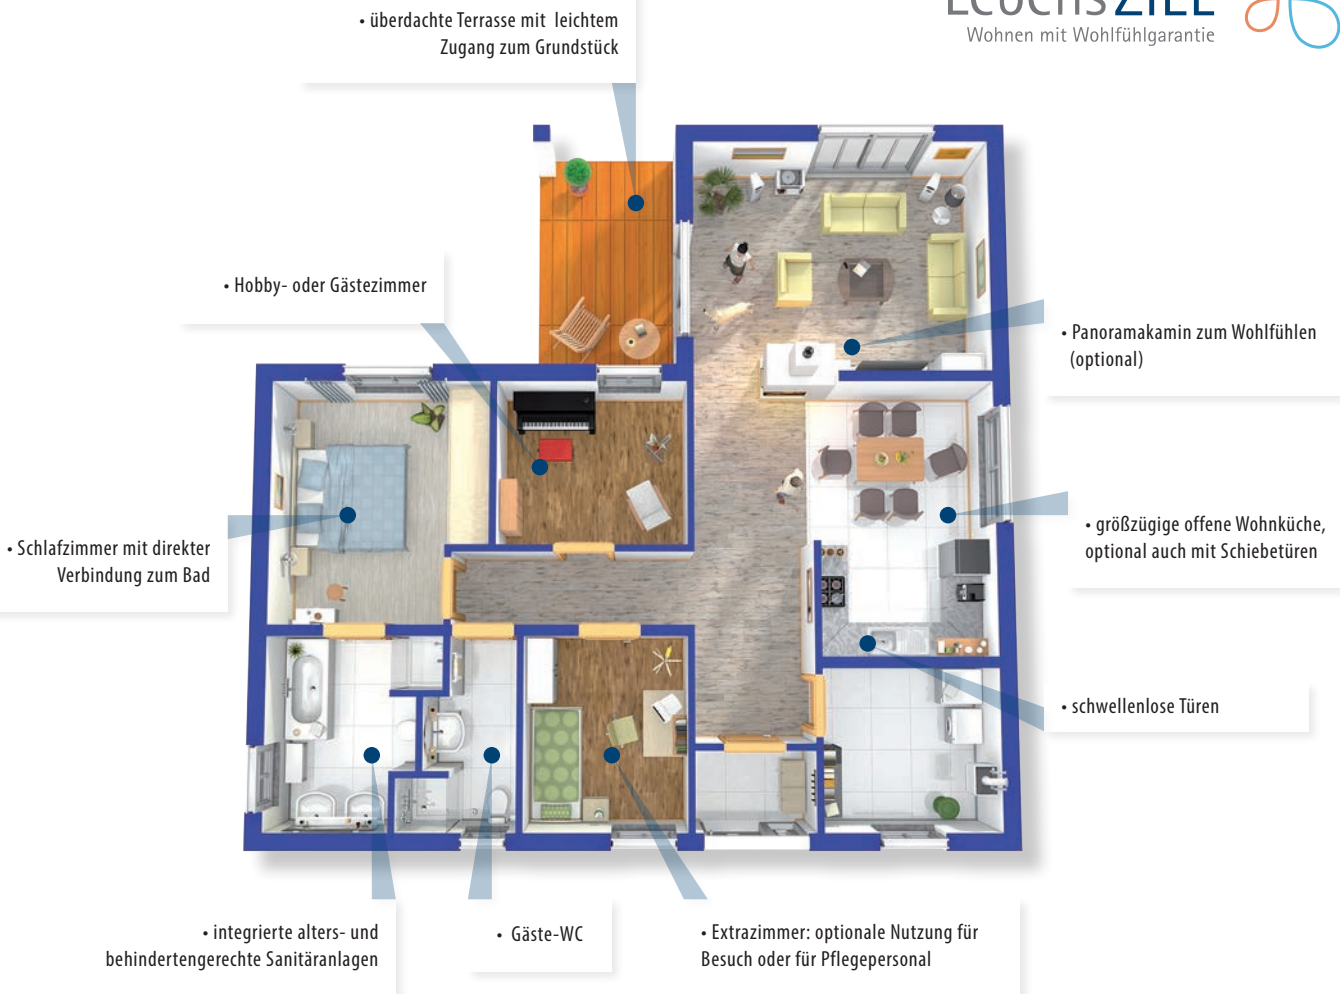 • überdachte Terrasse mit leichtem
Zugang zum Grundstück
LeuchsZIEL
Wohnen mit Wohlfühlgarantie
• Hobby- oder Gästezimmer
• Panoramakamin zum Wohlfühlen
(optional)
• Schlafzimmer mit direkter
Verbindung zum Bad
• größzügige offene Wohnküche,
optional auch mit Schiebetüren
• schwellenlose Türen
• integrierte alters- und
behindertengerechte Sanitäranlagen
• Gäste-WC
• Extrazimmer: optionale Nutzung für
Besuch oder für Pflegepersonal